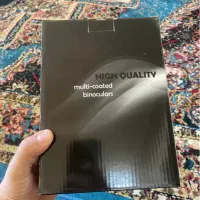 HIGH QUALITY
multi-coated
binoculars